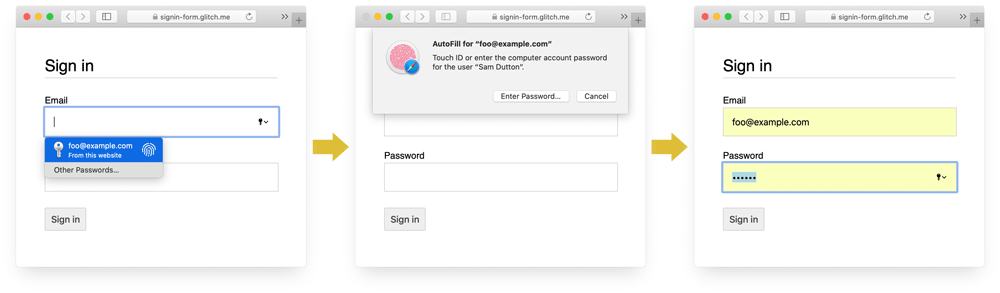 signin-form.glitch.me
Sign in
Email
foo@example.com
From this website
Other Passwords...
Sign in
signin-form.glitch.me
AutoFill for “foo@example.com”
Touch ID or enter the computer account password
for the user “Sam Dutton”.
Enter Password...
Cancel
Password
Sign in
signin-form.glitch.me
Sign in
Email
foo@example.com
Password
••••••
Sign in